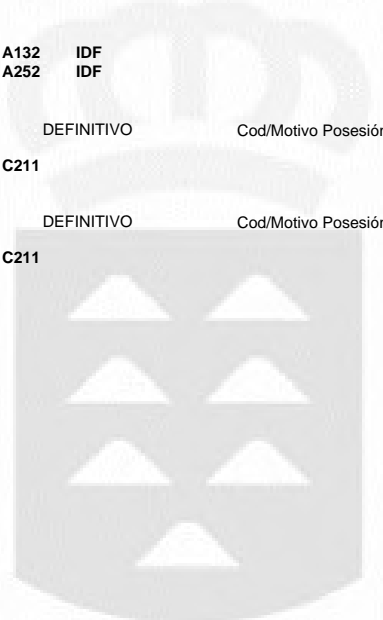 A132 IDF
A252 IDF
DEFINITIVO Cod/Motivo Posesión
C211
DEFINITIVO Cod/Motivo Posesión
C211